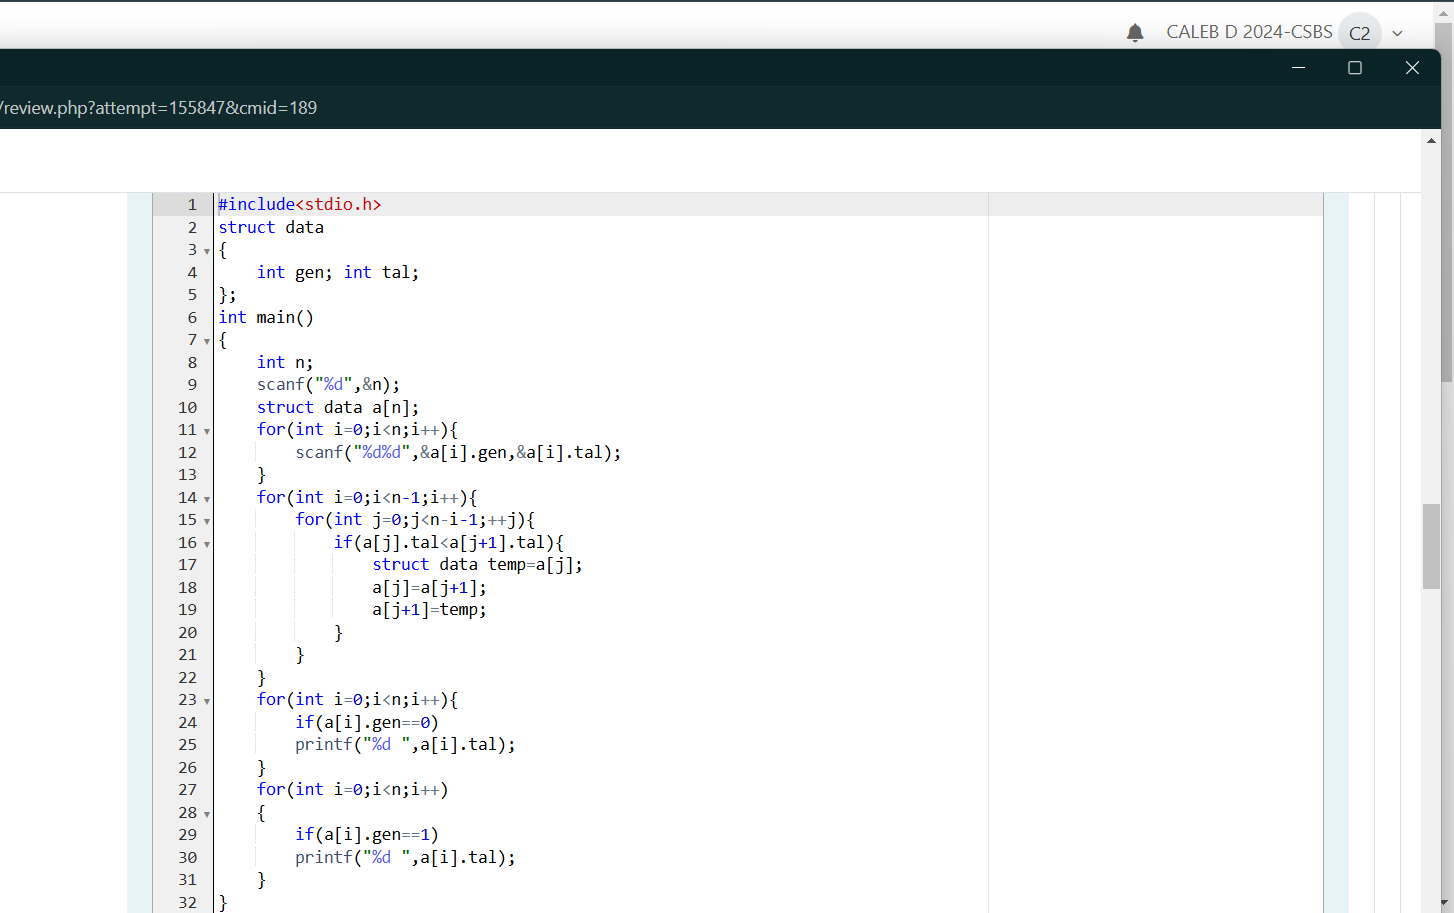 CALEB D 2024-CSBS C2
/review.php?attempt=155847&cmid=189
1 #include<stdio.h>
2 struct data
3 {
4     int gen; int tal;
5 };
6 int main()
7 {
8     int n;
9     scanf("%d",&n);
10     struct data a[n];
11     for(int i=0;i<n;i++){
12         scanf("%d%d",&a[i].gen,&a[i].tal);
13     }
14     for(int i=0;i<n-1;i++){
15         for(int j=0;j<n-i-1;++j){
16             if(a[j].tal<a[j+1].tal){
17                 struct data temp=a[j];
18                 a[j]=a[j+1];
19                 a[j+1]=temp;
20             }
21         }
22     }
23     for(int i=0;i<n;i++){
24         if(a[i].gen==0)
25         printf("%d ",a[i].tal);
26     }
27     for(int i=0;i<n;i++)
28     {
29         if(a[i].gen==1)
30         printf("%d ",a[i].tal);
31     }
32 }